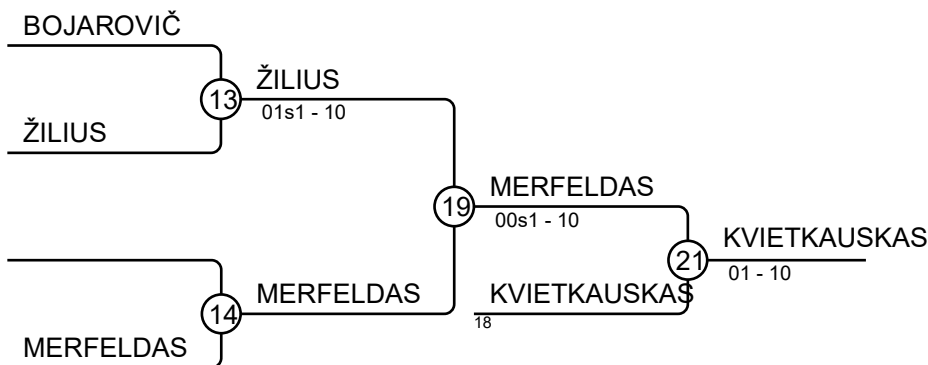 BOJAROVIČ
ŽILIUS
13
01s1 - 10
ŽILIUS
MERFELDAS
19
00s1 - 10
KVIETKAUSKAS
21
01 - 10
MERFELDAS
14
KVIETKAUSKAS
18
MERFELDAS